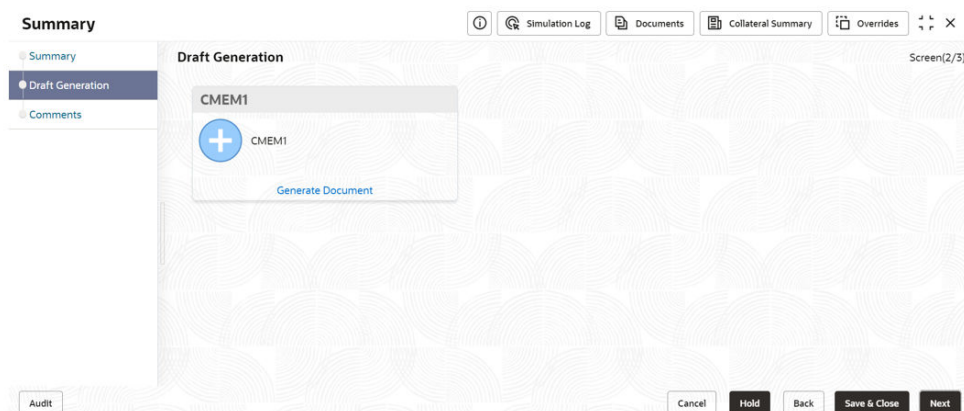 Summary
Simulation Log
Documents
Collateral Summary
Overrides
Summary
Draft Generation
Comments
Draft Generation
Screen(2/3)
CMEM1
CMEM1
Generate Document
Audit
Cancel
Hold
Back
Save & Close
Next